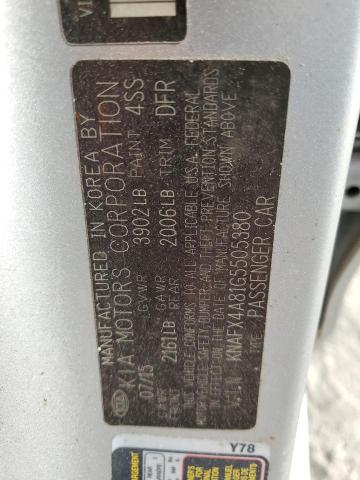 VI
MANUFACTURED IN KOREA BY
KIA MOTORS CORPORATION
07/15 GVWR 3902LB PAINT 4SS
GAWR
2161LB REAR 2006LB TRIM DFR
THIS VEHICLE CONFORMS TO ALL APPLICABLE U.S.A. FEDERAL
MOTOR VEHICLE SAFETY, BUMPER, AND THEFT PREVENTION STANDARDS
IN EFFECT ON THE DATE OF MANUFACTURE SHOWN ABOVE
V.I.N KNAFX4A81G5505380
TYPE PASSENGER CAR
Y78